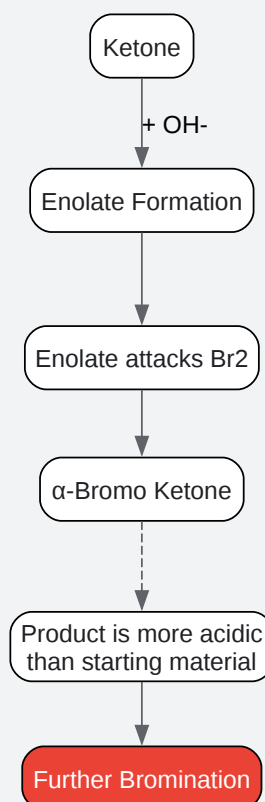 Ketone
+ OH-
Enolate Formation
Enolate attacks Br2
α-Bromo Ketone
Product is more acidic
than starting material
Further Bromination